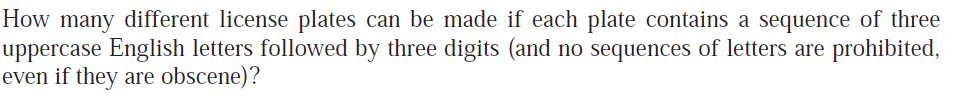 How many different license plates can be made if each plate contains a sequence of three
uppercase English letters followed by three digits (and no sequences of letters are prohibited,
even if they are obscene)?